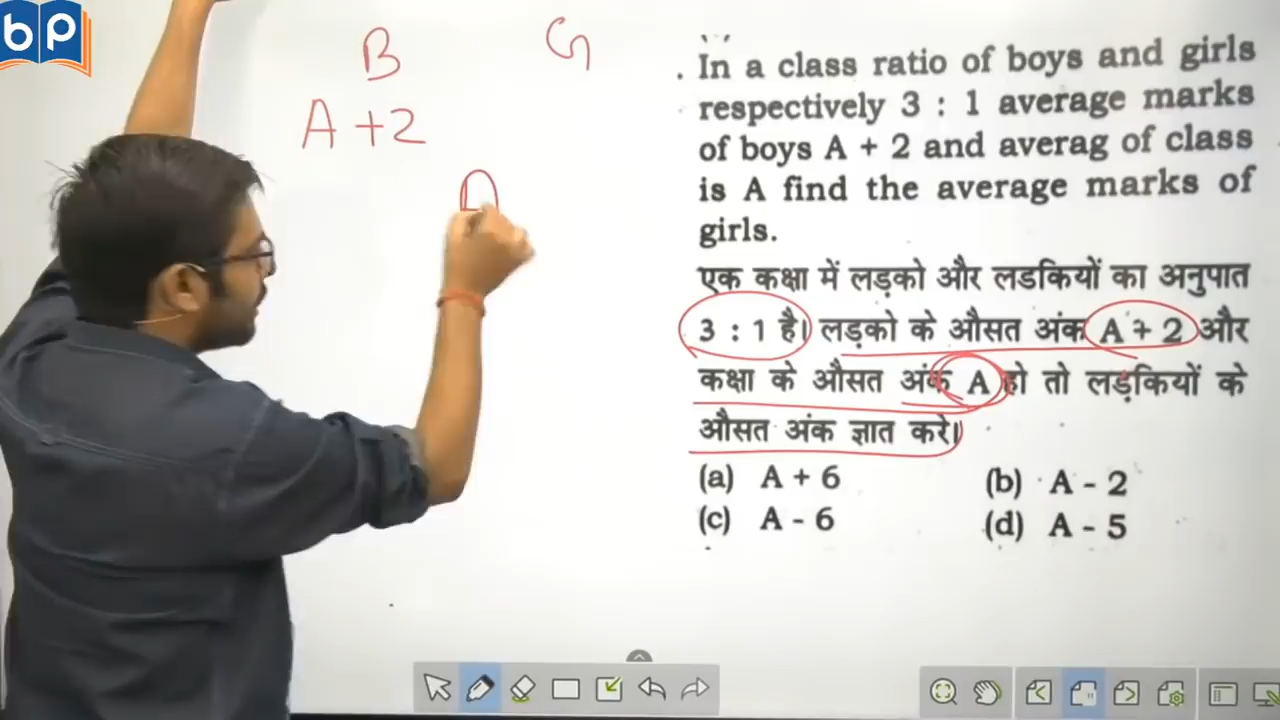 bp
B G
A + 2
A
. In a class ratio of boys and girls
respectively 3 : 1 average marks
of boys A + 2 and averag of class
is A find the average marks of
girls.
एक कक्षा में लड़को और लडकियों का अनुपात
3 : 1 है। लड़को के औसत अंक A + 2 और
कक्षा के औसत अंक A हो तो लड़कियों के
औसत अंक ज्ञात करे।
(a) A + 6 (b) A - 2
(c) A - 6 (d) A - 5